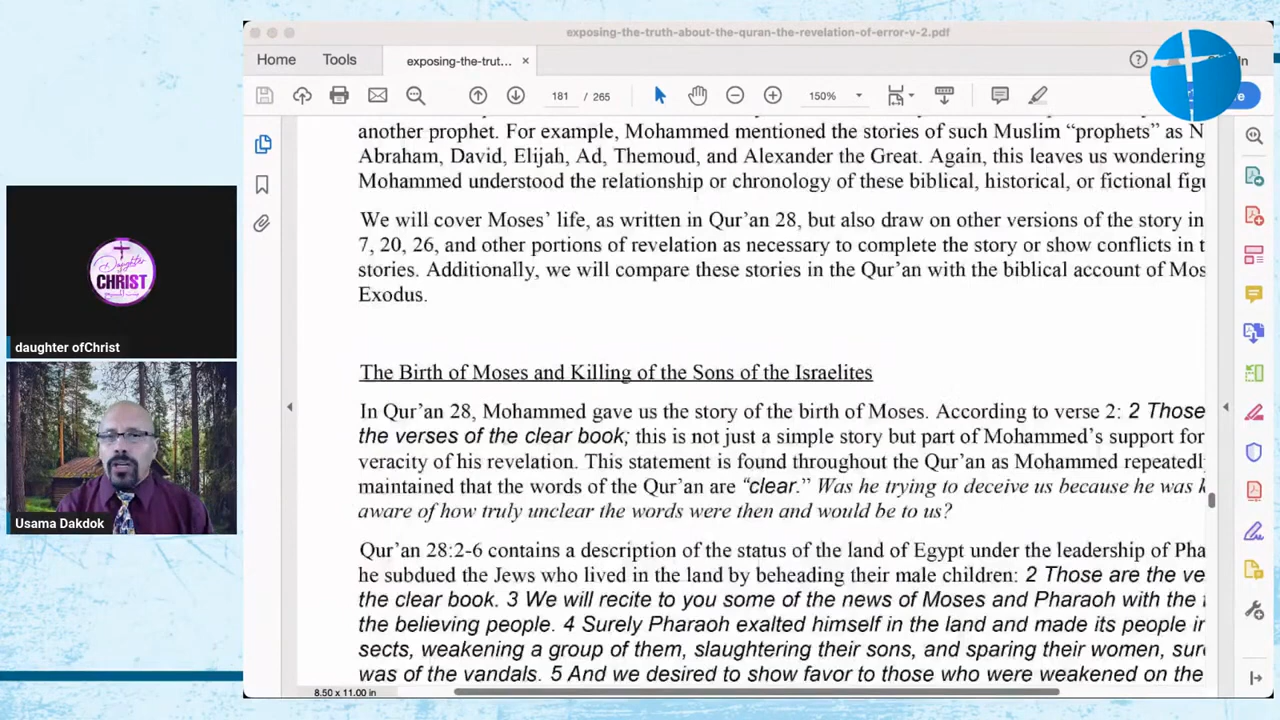 exposing-the-truth-about-the-quran-the-revelation-of-error-v-2.pdf
Home Tools exposing-the-trut... × In
181 / 265 150%
another prophet. For example, Mohammed mentioned the stories of such Muslim “prophets” as N
Abraham, David, Elijah, Ad, Themoud, and Alexander the Great. Again, this leaves us wondering
Mohammed understood the relationship or chronology of these biblical, historical, or fictional figu
We will cover Moses’ life, as written in Qur’an 28, but also draw on other versions of the story in
7, 20, 26, and other portions of revelation as necessary to complete the story or show conflicts in t
stories. Additionally, we will compare these stories in the Qur’an with the biblical account of Mos
Exodus.
The Birth of Moses and Killing of the Sons of the Israelites
In Qur’an 28, Mohammed gave us the story of the birth of Moses. According to verse 2: 2 Those
the verses of the clear book; this is not just a simple story but part of Mohammed’s support for
veracity of his revelation. This statement is found throughout the Qur’an as Mohammed repeatedly
maintained that the words of the Qur’an are “clear.” Was he trying to deceive us because he was k
aware of how truly unclear the words were then and would be to us?
Qur’an 28:2-6 contains a description of the status of the land of Egypt under the leadership of Pha
he subdued the Jews who lived in the land by beheading their male children: 2 Those are the ve
the clear book. 3 We will recite to you some of the news of Moses and Pharaoh with the t
the believing people. 4 Surely Pharaoh exalted himself in the land and made its people in
sects, weakening a group of them, slaughtering their sons, and sparing their women, sure
was of the vandals. 5 And we desired to show favor to those who were weakened on the
8.50 x 11.00 in
Daughter
of
CHRIST
daughter ofChrist
Usama Dakdok